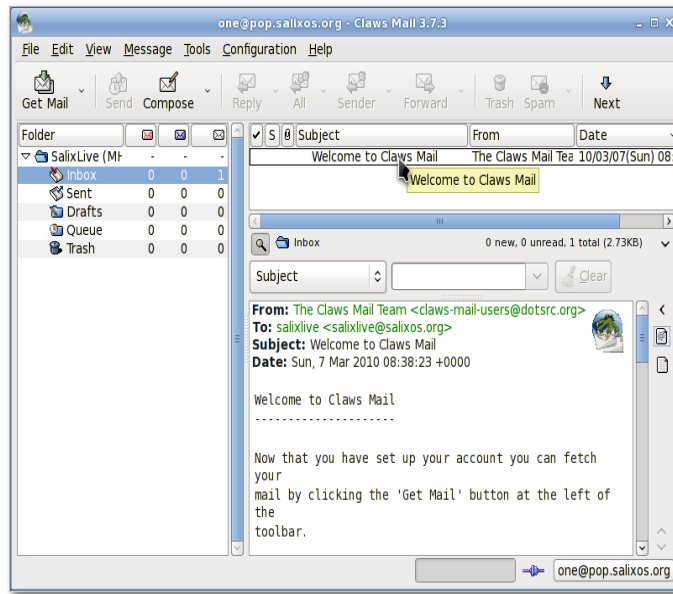 one@pop.salixos.org - Claws Mail 3.7.3
File Edit View Message Tools Configuration Help
Get Mail Send Compose Reply All Sender Forward Trash Spam Next
Folder
SalixLive (MH - - -
Inbox 0 0 1
Sent 0 0 0
Drafts 0 0 0
Queue 0 0 0
Trash 0 0 0
S Subject From Date
Welcome to Claws Mail The Claws Mail Tea 10/03/07(Sun) 08:
Welcome to Claws Mail
Inbox 0 new, 0 unread, 1 total (2.73KB)
Subject Clear
From: The Claws Mail Team <claws-mail-users@dotsrc.org>
To: salixlive <salixlive@salixos.org>
Subject: Welcome to Claws Mail
Date: Sun, 7 Mar 2010 08:38:23 +0000
Welcome to Claws Mail
---------------------
Now that you have set up your account you can fetch
your
mail by clicking the 'Get Mail' button at the left of
the
toolbar.
one@pop.salixos.org